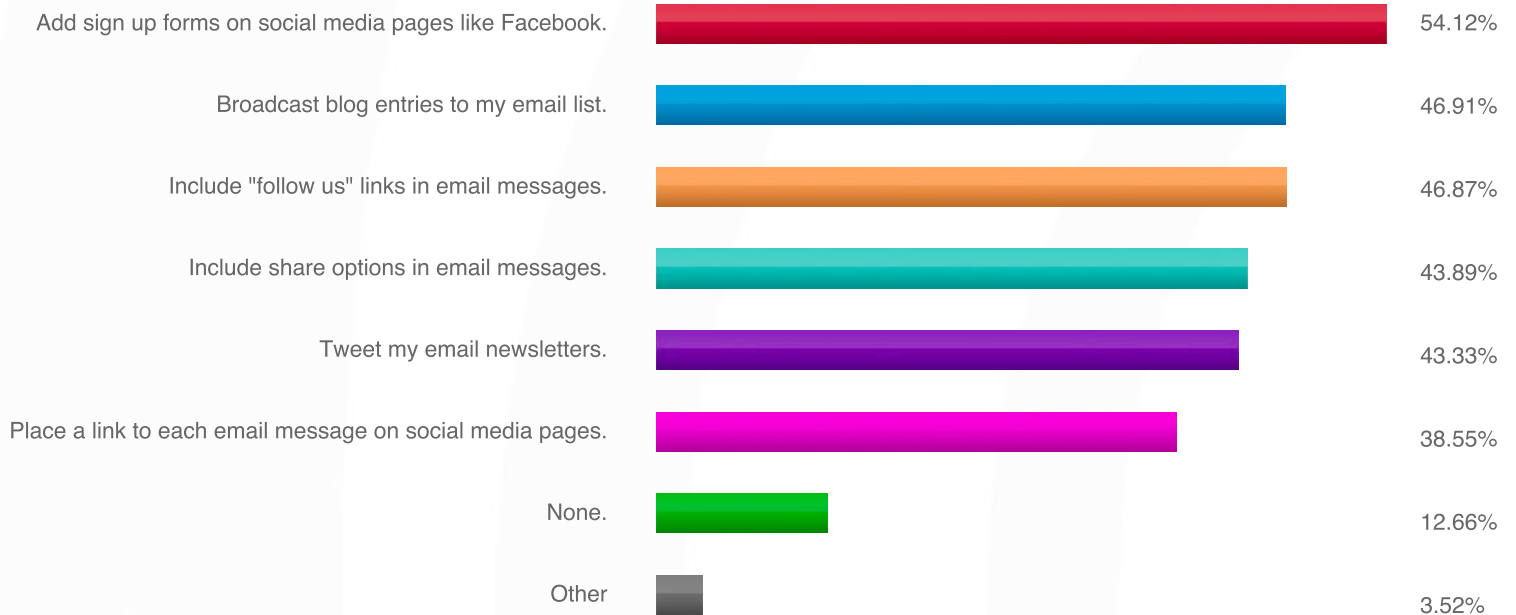 Add sign up forms on social media pages like Facebook. 54.12%
Broadcast blog entries to my email list. 46.91%
Include "follow us" links in email messages. 46.87%
Include share options in email messages. 43.89%
Tweet my email newsletters. 43.33%
Place a link to each email message on social media pages. 38.55%
None. 12.66%
Other 3.52%